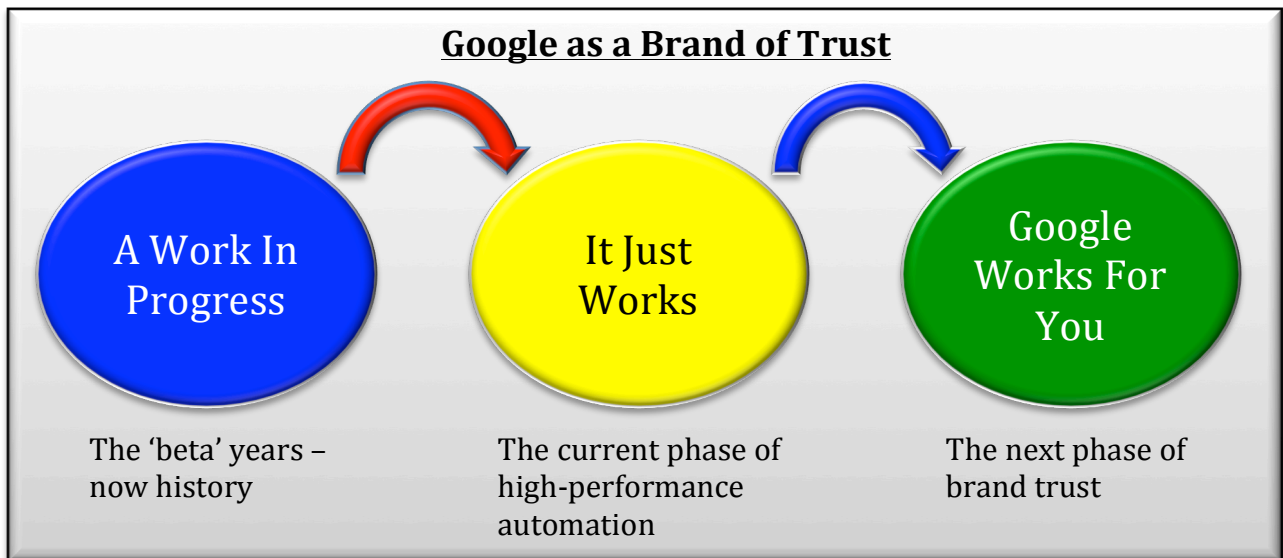 Google as a Brand of Trust
A Work In
Progress
It Just
Works
Google
Works For
You
The ‘beta’ years –
now history
The current phase of
high-performance
automation
The next phase of
brand trust